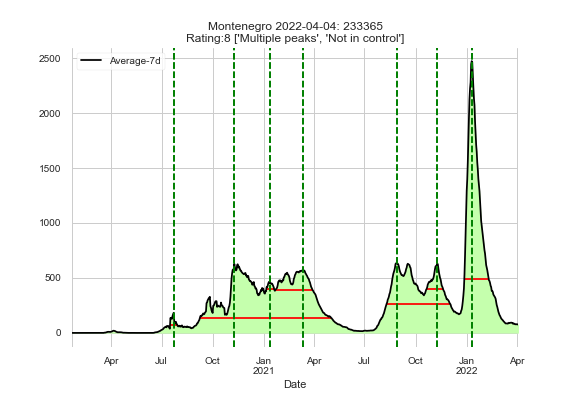 Montenegro 2022-04-04: 233365
Rating:8 ['Multiple peaks', 'Not in control']
Average-7d
2500
2000
1500
1000
500
0
Apr Jul Oct Jan Apr Jul Oct Jan Apr
2021 2022
Date